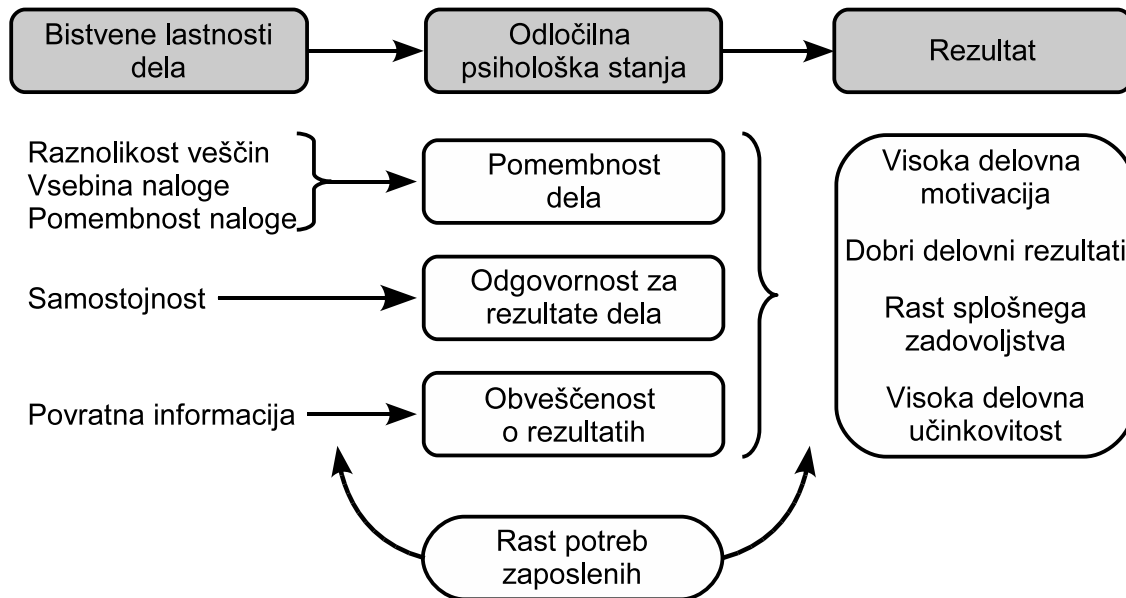 Bistvene lastnosti
dela
Odločilna
psihološka stanja
Rezultat
Raznolikost veščin
Vsebina naloge
Pomembnost naloge
Pomembnost
dela
Samostojnost
Odgovornost za
rezultate dela
Povratna informacija
Obveščenost
o rezultatih
Visoka delovna
motivacija
Dobri delovni rezultati
Rast splošnega
zadovoljstva
Visoka delovna
učinkovitost
Rast potreb
zaposlenih